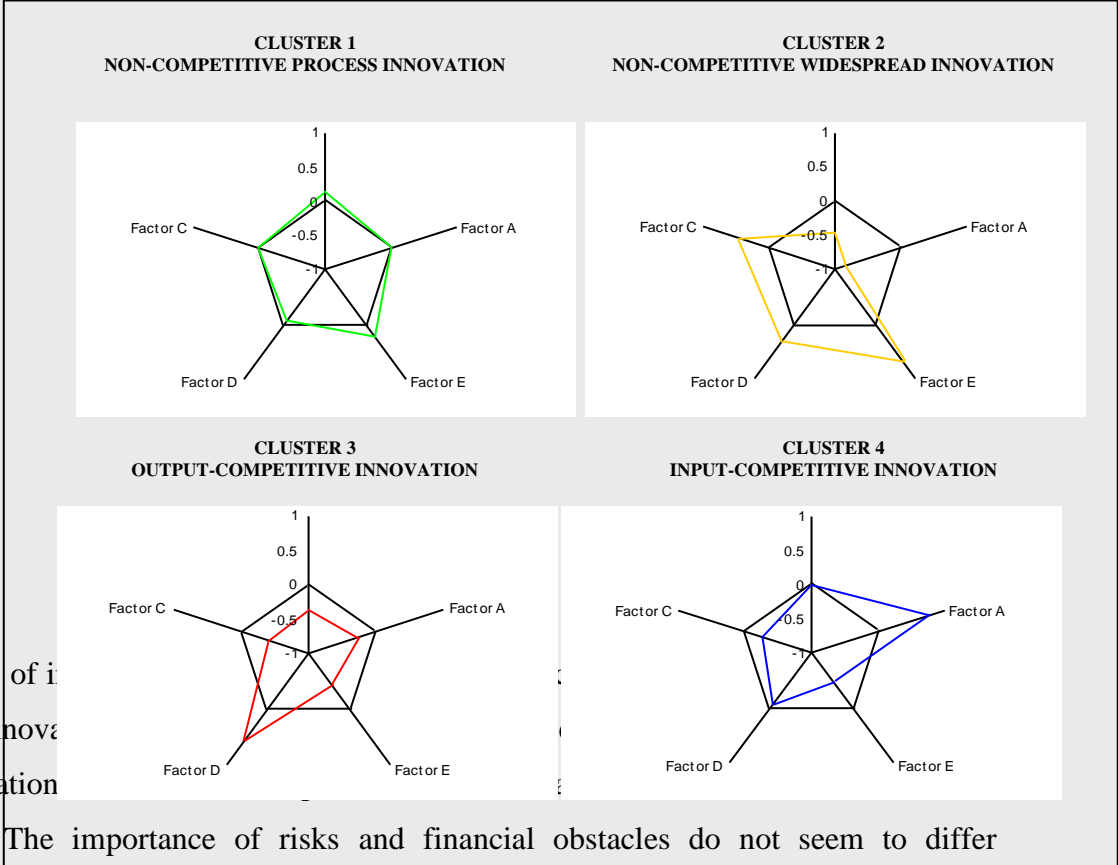 CLUSTER 1
NON-COMPETITIVE PROCESS INNOVATION
1
0.5
0
-0.5
-1
Factor A
Factor C
Factor D
Factor E
CLUSTER 2
NON-COMPETITIVE WIDESPREAD INNOVATION
1
0.5
0
-0.5
-1
Factor A
Factor C
Factor D
Factor E
CLUSTER 3
OUTPUT-COMPETITIVE INNOVATION
1
0.5
0
-0.5
-1
Factor A
Factor C
Factor D
Factor E
CLUSTER 4
INPUT-COMPETITIVE INNOVATION
1
0.5
0
-0.5
-1
Factor A
Factor C
Factor D
Factor E
of
The importance of risks and financial obstacles do not seem to differ